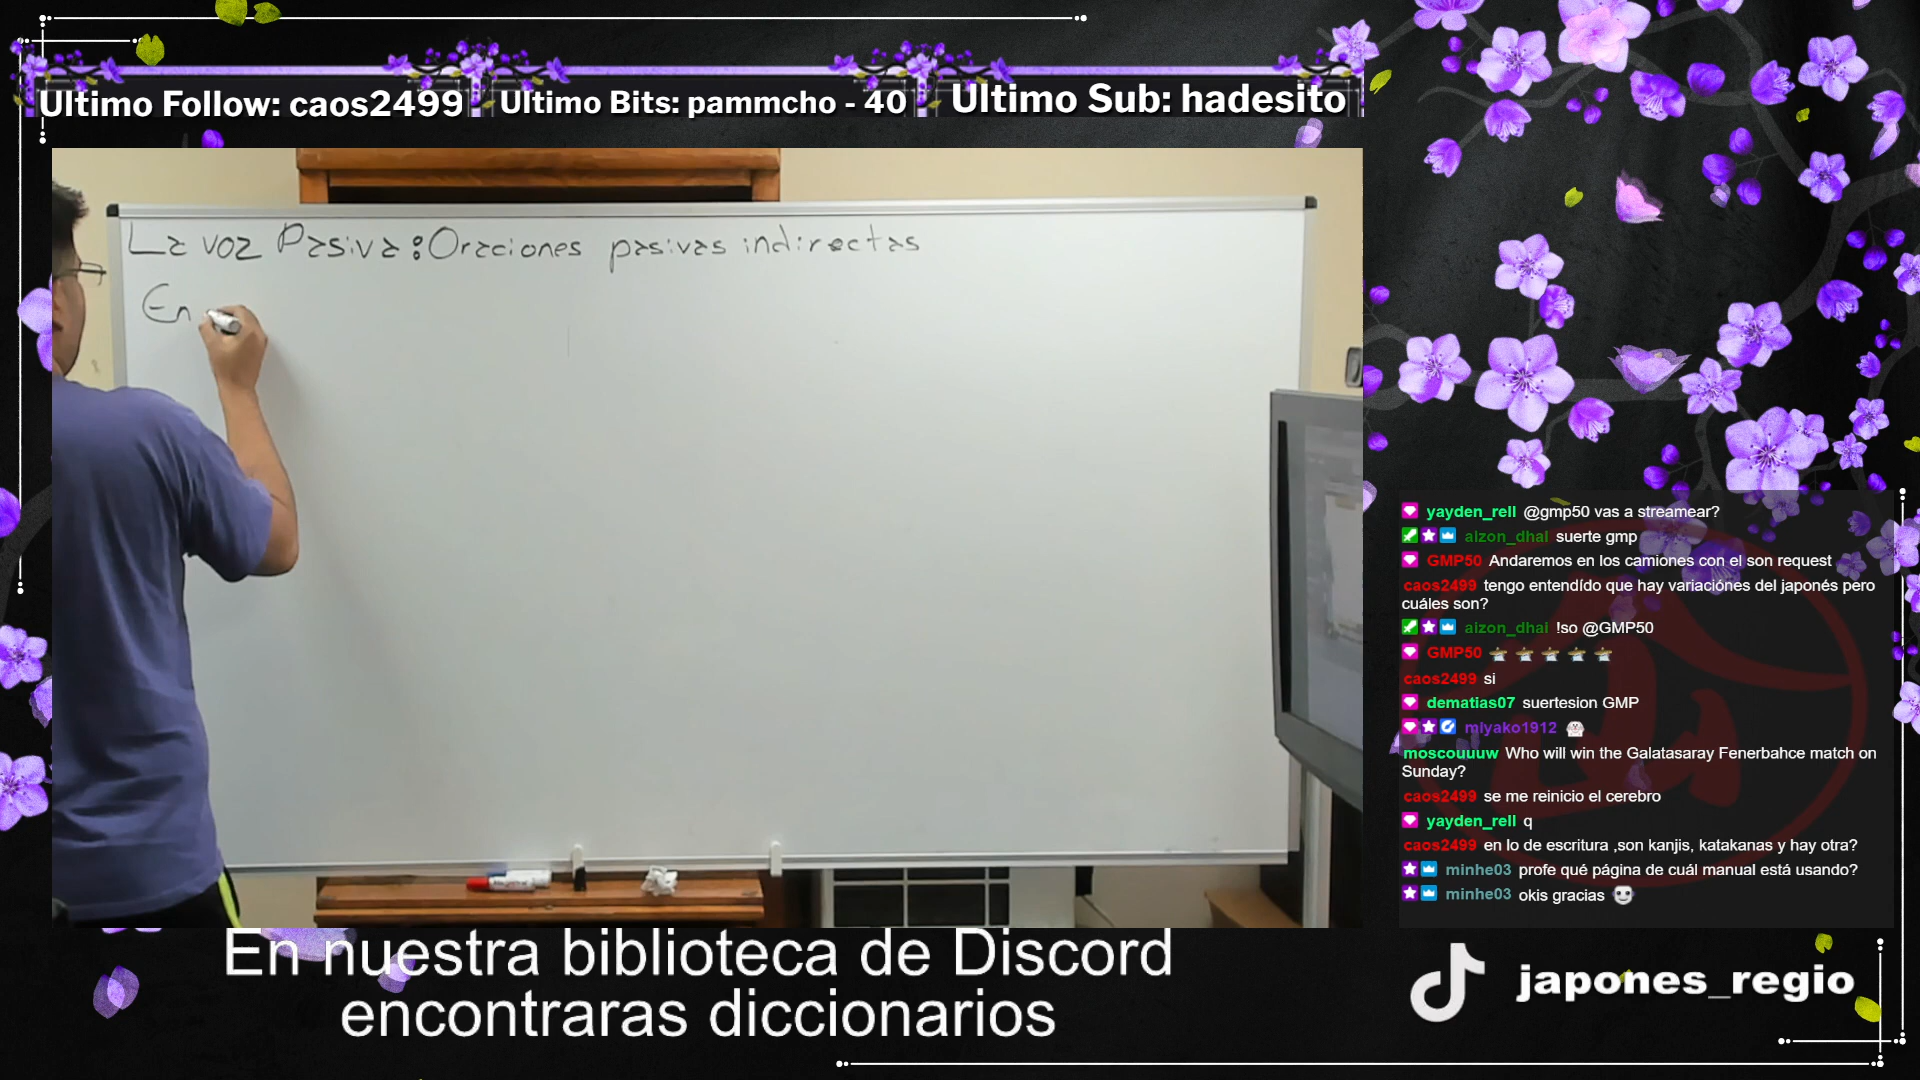 Ultimo Follow: caos2499
Ultimo Bits: pammcho - 40
Ultimo Sub: hadesito
La voz Pasiva: Oraciones pasivas indirectas
En
yayden_rell @gmp50 vas a streamear?
aizon_dhal suerte gmp
GMP50 Andaremos en los camiones con el son request
caos2499 tengo entendído que hay variaciónes del japonés pero
cuáles son?
aizon_dhal !so @GMP50
GMP50
caos2499 si
dematias07 suertesion GMP
miyako1912
moscouuuw Who will win the Galatasaray Fenerbahce match on
Sunday?
caos2499 se me reinicio el cerebro
yayden_rell q
caos2499 en lo de escritura ,son kanjis, katakanas y hay otra?
minhe03 profe qué página de cuál manual está usando?
minhe03 okis gracias
En nuestra biblioteca de Discord
encontraras diccionarios
japones_regio